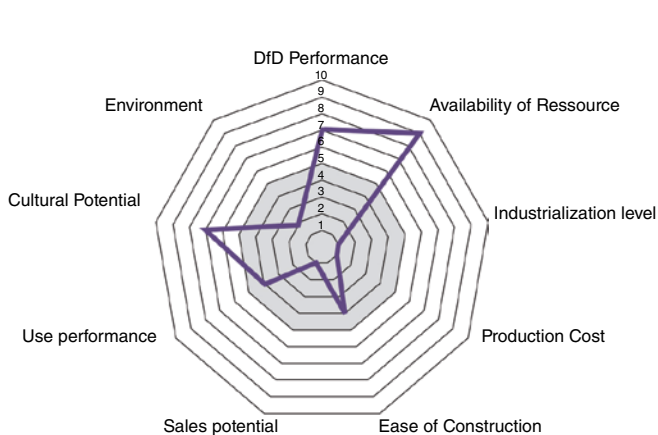 DfD Performance
10
9
8
7
6
5
4
3
2
1
Environment
Availability of Ressource
Cultural Potential
Industrialization level
Use performance
Production Cost
Sales potential
Ease of Construction